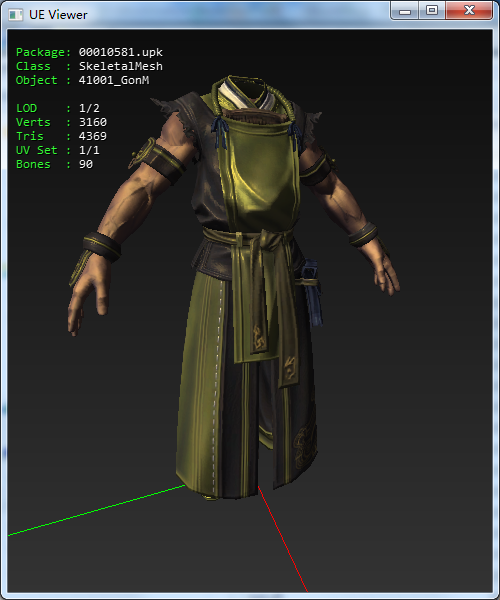 UE Viewer
Package: 00010581.upk
Class : SkeletalMesh
Object : 41001_GonM
LOD : 1/2
Verts : 3160
Tris : 4369
UV Set : 1/1
Bones : 90